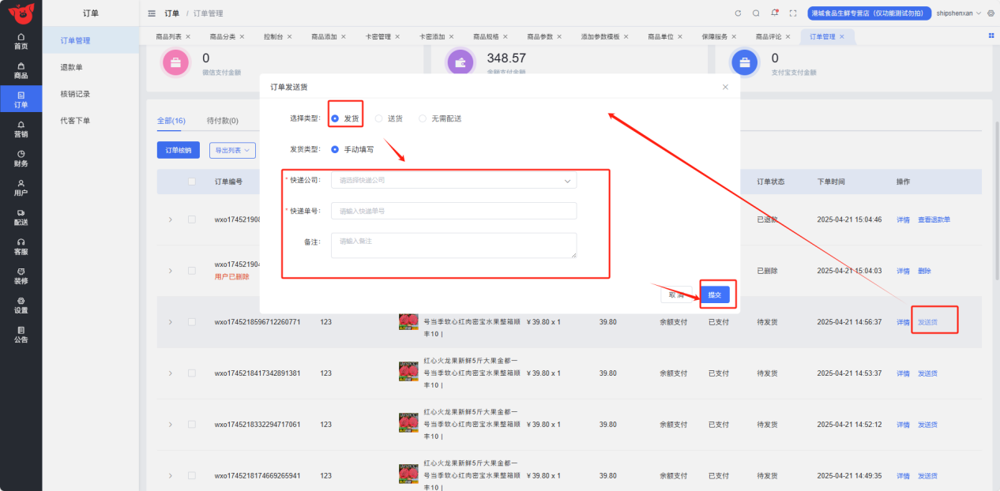 订单
订单 / 订单管理
港城食品生鲜专营店（仅功能测试勿拍）
shipshenxan
首页
商品
订单
营销
财务
用户
配送
客服
装修
设置
公告
订单管理
退款单
核销记录
代客下单
商品列表 × 商品分类 × 控制台 × 商品添加 × 卡密管理 × 卡密添加 × 商品规格 × 商品参数 × 添加参数模板 × 商品单位 × 保障服务 × 商品评论 × 订单管理 ×
0
微信支付金额
348.57
余额支付金额
0
支付宝支付金额
全部(16) 待付款(0)
订单核销 导出列表
订单编号 订单状态 下单时间 操作
订单发送货
选择类型: 发货 送货 无需配送
发货类型: 手动填写
* 快递公司: 请选择快递公司
* 快递单号: 请输入快递单号
备注: 请输入备注
取消 提交
wxo174521908 已退款 2025-04-21 15:04:46 详情 查看退款单
wxo174521904
用户已删除
已删除 2025-04-21 15:04:03 详情 删除
wxo1745218596712260771 123
号当季软心红肉密宝水果整箱顺
丰10 |
¥ 39.80 x 1 39.80 余额支付 已支付 待发货 2025-04-21 14:56:37 详情 发送货
wxo1745218417342891381 123
红心火龙果新鲜5斤大果金都一
号当季软心红肉密宝水果整箱顺
丰10 |
¥ 39.80 x 1 39.80 余额支付 已支付 待发货 2025-04-21 14:53:37 详情 发送货
wxo1745218332294717061 123
红心火龙果新鲜5斤大果金都一
号当季软心红肉密宝水果整箱顺
丰10 |
¥ 39.80 x 1 39.80 余额支付 已支付 待发货 2025-04-21 14:52:12 详情 发送货
wxo1745218174669265941 123
红心火龙果新鲜5斤大果金都一
号当季软心红肉密宝水果整箱顺
丰10 |
¥ 39.80 x 1 39.80 余额支付 已支付 待发货 2025-04-21 14:49:35 详情 发送货